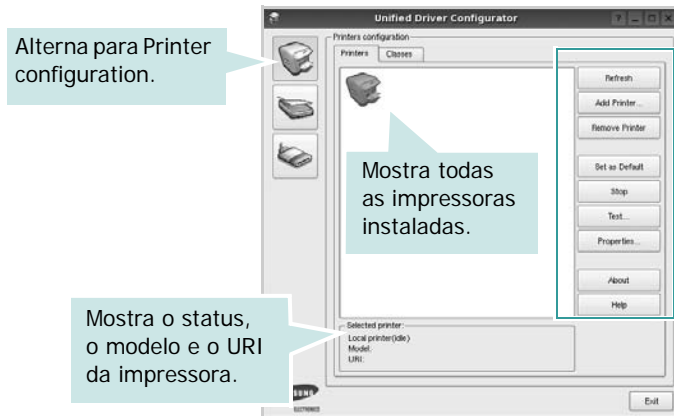 Unified Driver Configurator
Alterna para Printer
configuration.
Printers configuration
Printers
Classes
Refresh
Add Printer...
Remove Printer
Set as Default
Stop
Test...
Properties...
About
Help
Mostra todas
as impressoras
instaladas.
Mostra o status,
o modelo e o URI
da impressora.
Selected printer:
Local printer(idle)
Model:
URI:
SUNG
ELECTRONICS
Exit